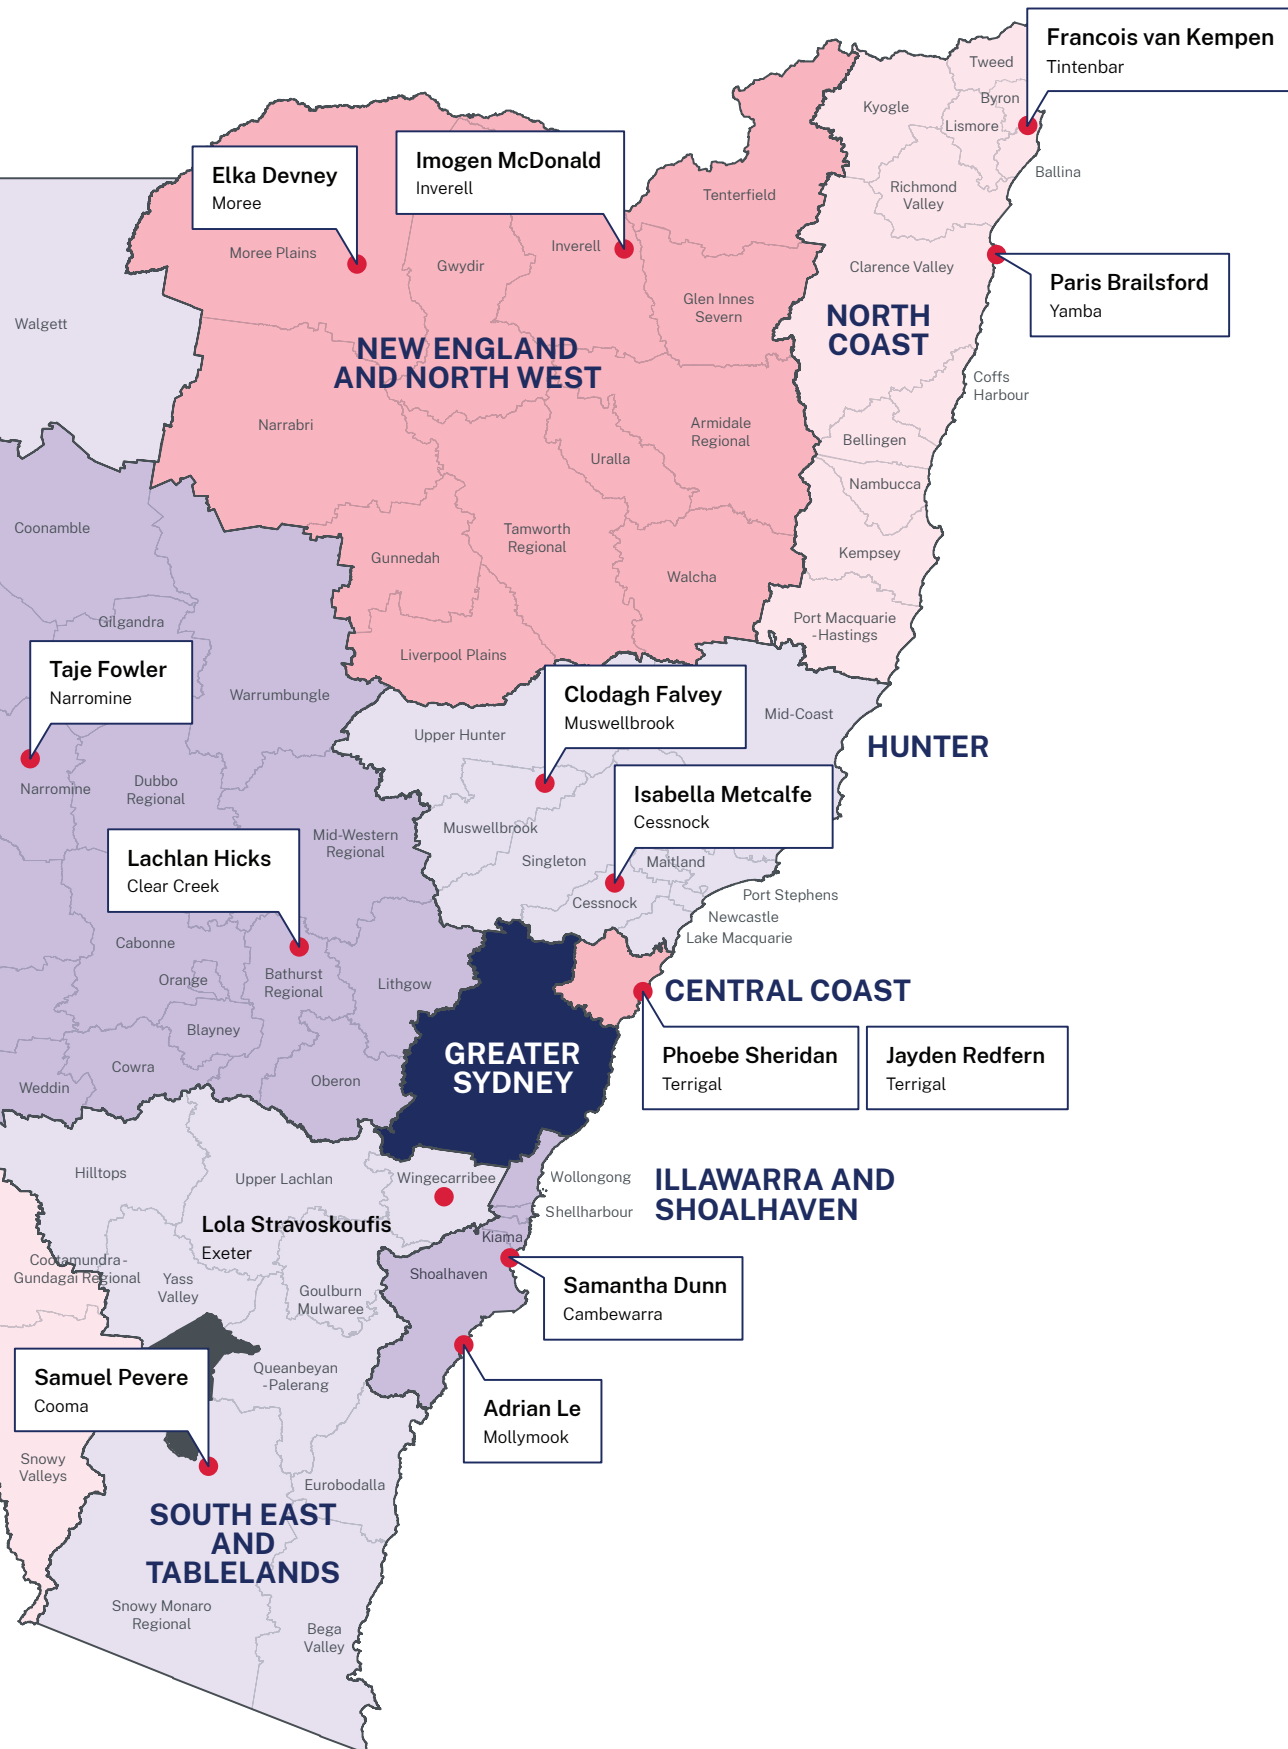 Francois van Kempen
Tintenbar
Tweed
Byron
Kyogle
Lismore
Ballina
Elka Devney
Moree
Imogen McDonald
Inverell
Tenterfield
Richmond
Valley
Moree Plains
Gwydir
Inverell
Clarence Valley
Paris Brailsford
Yamba
Glen Innes
Severn
Walgett
NORTH
COAST
NEW ENGLAND
AND NORTH WEST
Coffs
Harbour
Narrabri
Armidale
Regional
Bellingen
Uralla
Nambucca
Coonamble
Tamworth
Regional
Gunnedah
Kempsey
Walcha
Gilgandra
Port Macquarie
-Hastings
Liverpool Plains
Taje Fowler
Narromine
Warrumbungle
Clodagh Falvey
Muswellbrook
Mid-Coast
Upper Hunter
HUNTER
Narromine
Dubbo
Regional
Isabella Metcalfe
Cessnock
Muswellbrook
Mid-Western
Regional
Singleton
Maitland
Lachlan Hicks
Clear Creek
Cessnock
Port Stephens
Newcastle
Lake Macquarie
Cabonne
Orange
Bathurst
Regional
Lithgow
CENTRAL COAST
Blayney
GREATER
SYDNEY
Phoebe Sheridan
Terrigal
Jayden Redfern
Terrigal
Cowra
Weddin
Oberon
Hilltops
Upper Lachlan
Wingecarribee
Wollongong
ILLAWARRA AND
SHOALHAVEN
Shellharbour
Lola Stravoskoufis
Exeter
Kiama
Cootamundra-
Gundagai Regional
Yass
Valley
Shoalhaven
Goulburn
Mulwaree
Samantha Dunn
Cambewarra
Samuel Pevere
Cooma
Queanbeyan
-Palerang
Adrian Le
Mollymook
Snowy
Valleys
Eurobodalla
SOUTH EAST
AND
TABLELANDS
Snowy Monaro
Regional
Bega
Valley